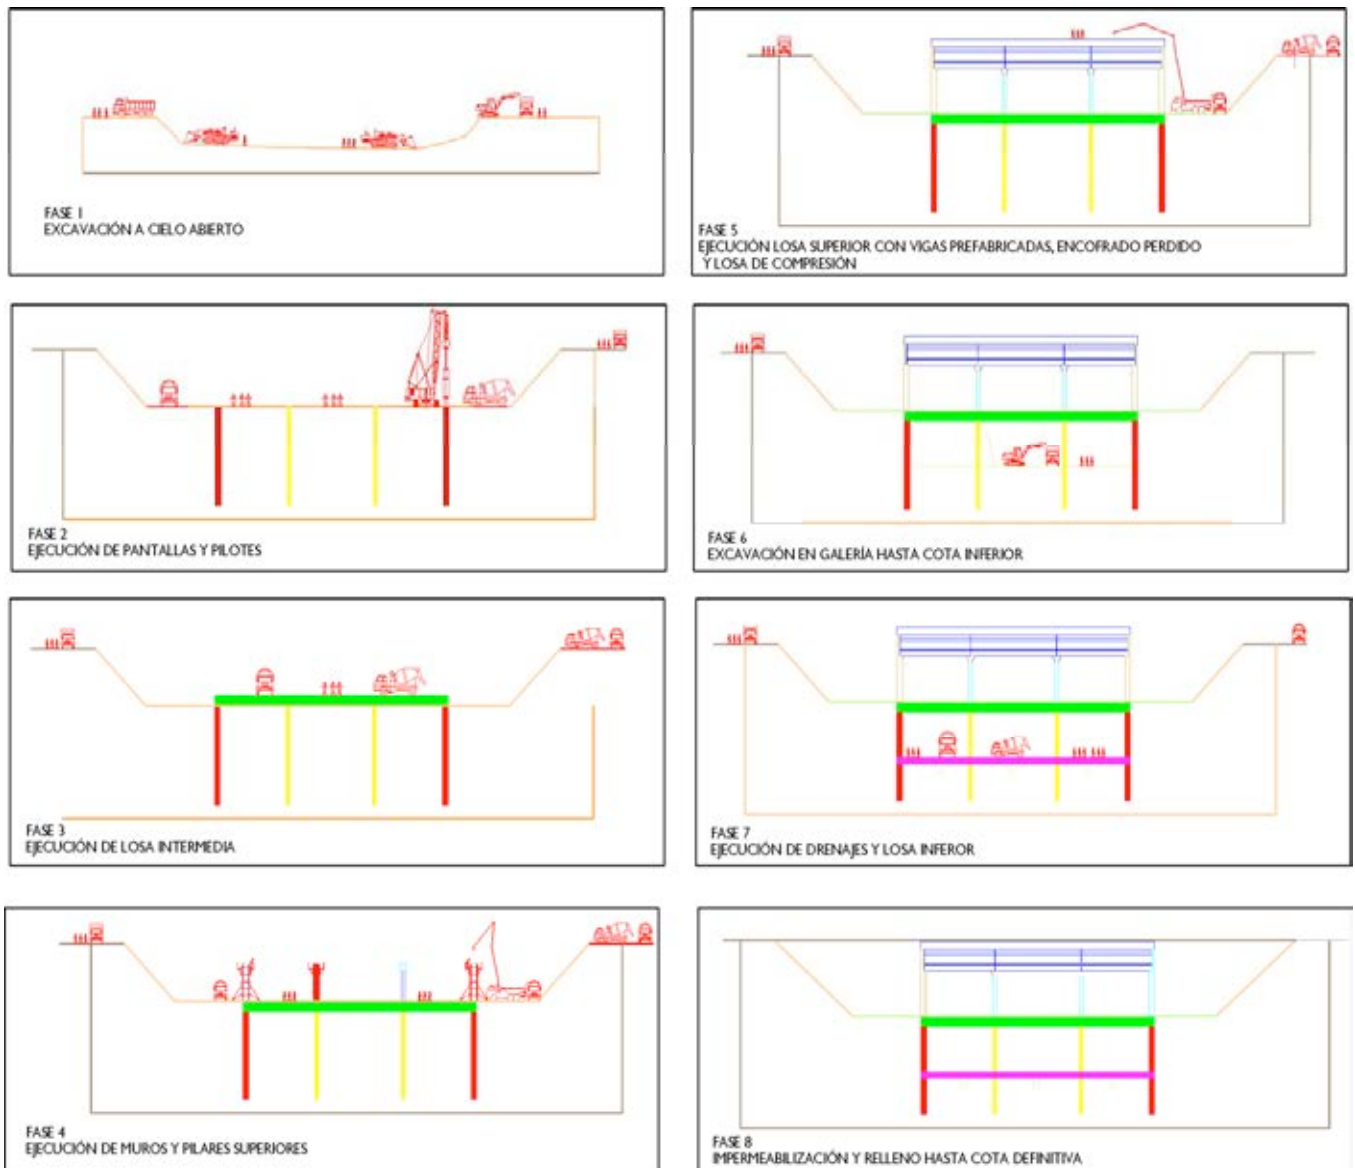 FASE 1
EXCAVACIÓN A CIELO ABIERTO
FASE 2
EJECUCIÓN DE PANTALLAS Y PILOTES
FASE 3
EJECUCIÓN DE LOSA INTERMEDIA
FASE 4
EJECUCIÓN DE MUROS Y PILARES SUPERIORES
FASE 5
EJECUCIÓN LOSA SUPERIOR CON VIGAS PREFABRICADAS, ENCOFRADO PERDIDO
Y LOSA DE COMPRESIÓN
FASE 6
EXCAVACIÓN EN GALERÍA HASTA COTA INFERIOR
FASE 7
EJECUCIÓN DE DRENAJES Y LOSA INFEROR
FASE 8
IMPERMEABILIZACIÓN Y RELLENO HASTA COTA DEFINITIVA